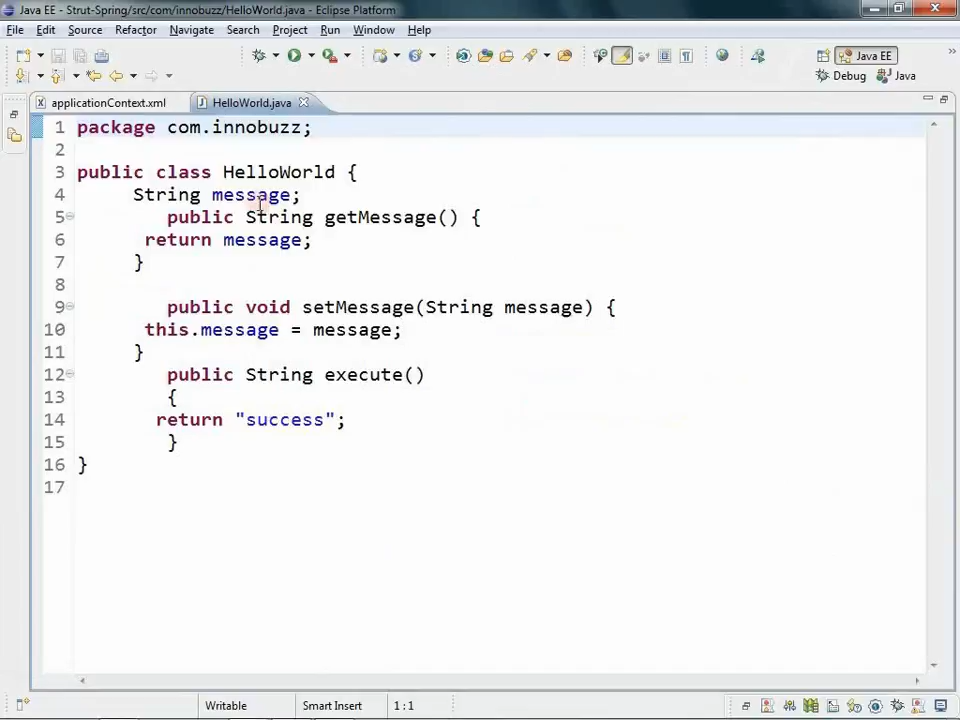 Java EE - Strut-Spring/src/com/innobuzz/HelloWorld.java - Eclipse Platform
File Edit Source Refactor Navigate Search Project Run Window Help
Java EE
Debug Java
applicationContext.xml HelloWorld.java
1 package com.innobuzz;
2
3 public class HelloWorld {
4 String message;
5 public String getMessage() {
6 return message;
7 }
8
9 public void setMessage(String message) {
10 this.message = message;
11 }
12 public String execute()
13 {
14 return "success";
15 }
16 }
17
Writable Smart Insert 1 : 1